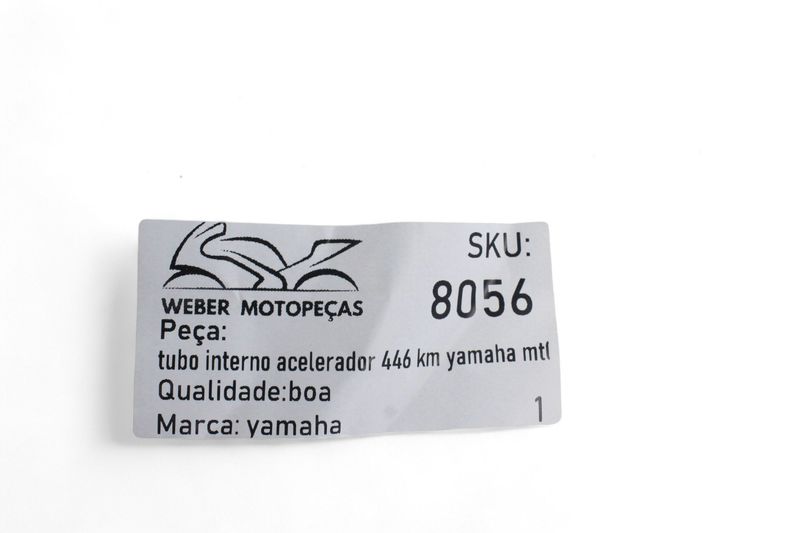 WEBER MOTOPEÇAS
SKU:
8056
Peça:
tubo interno acelerador 446 km yamaha
Qualidade:boa
Marca: yamaha
1